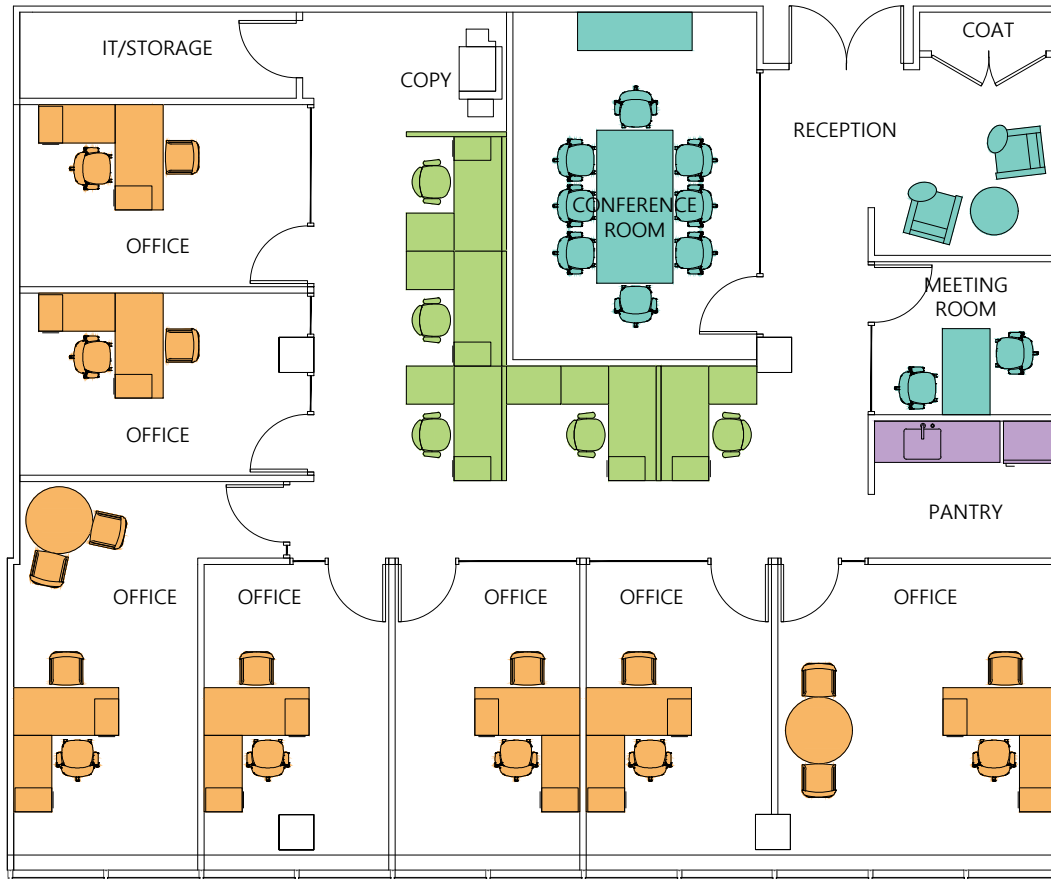 IT/STORAGE
COAT
COPY
RECEPTION
CONFERENCE
ROOM
OFFICE
MEETING
ROOM
OFFICE
PANTRY
OFFICE
OFFICE
OFFICE
OFFICE
OFFICE